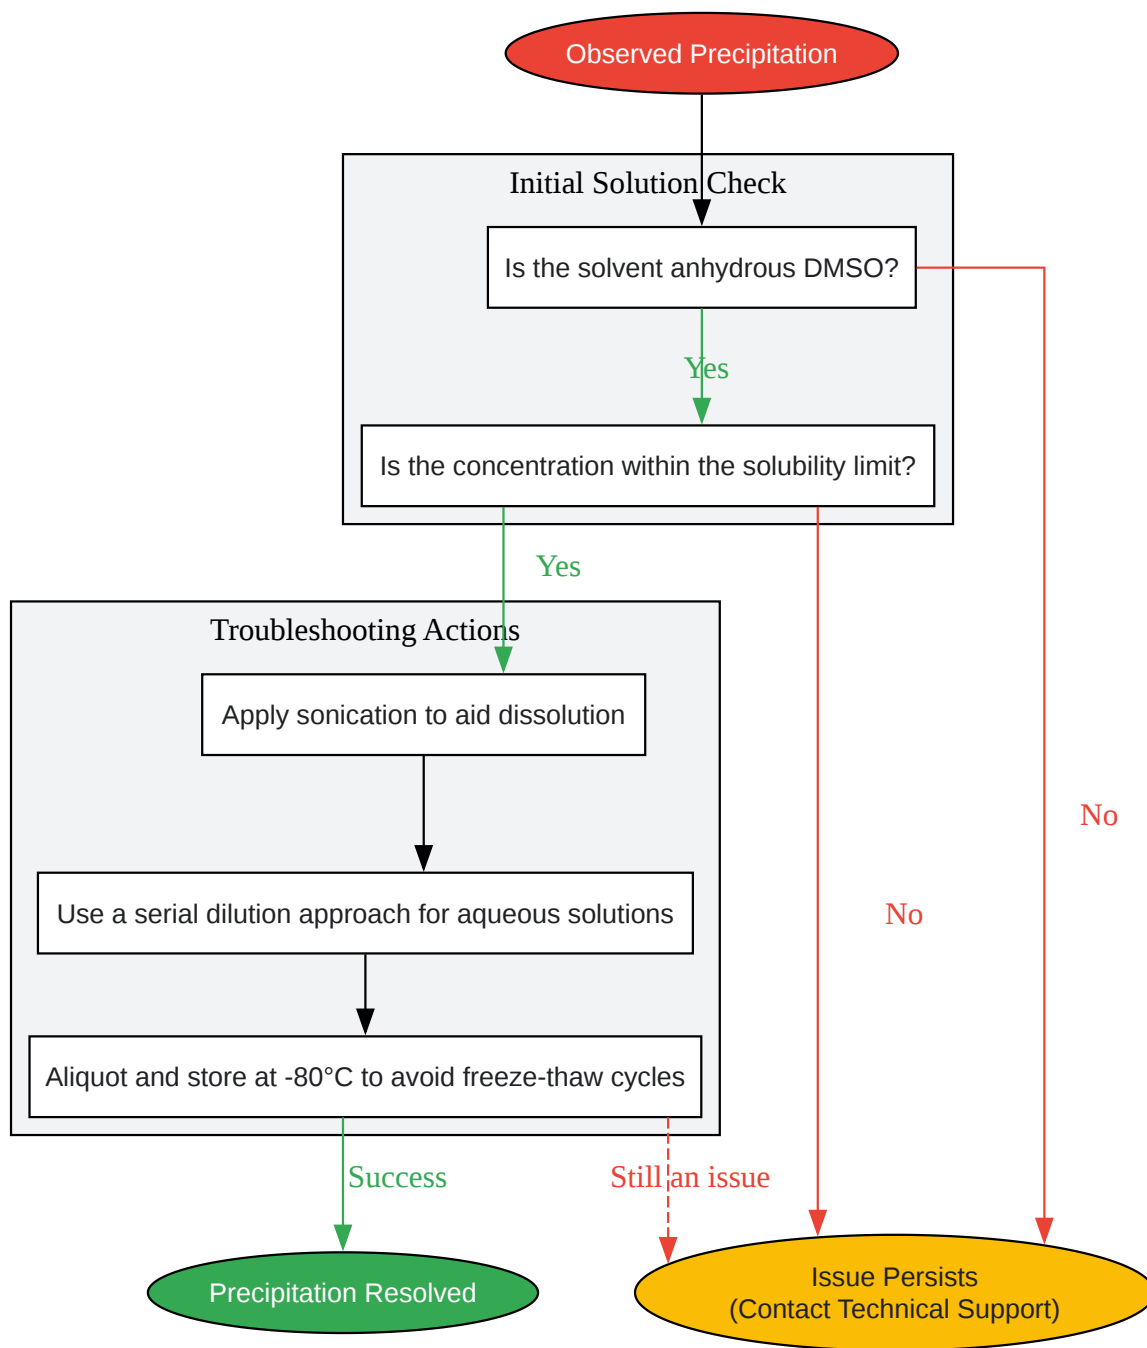 Observed Precipitation
Initial Solution Check
Is the solvent anhydrous DMSO?
Yes
Is the concentration within the solubility limit?
Yes
Troubleshooting Actions
Apply sonication to aid dissolution
No
Use a serial dilution approach for aqueous solutions
No
Aliquot and store at -80°C to avoid freeze-thaw cycles
Success
Still an issue
Precipitation Resolved
Issue Persists
(Contact Technical Support)